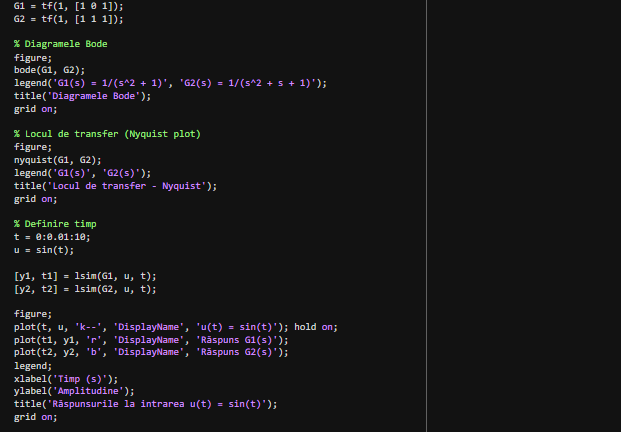 G1 = tf(1, [1 0 1]);
G2 = tf(1, [1 1 1]);
% Diagramele Bode
figure;
bode(G1, G2);
legend('G1(s) = 1/(s^2 + 1)', 'G2(s) = 1/(s^2 + s + 1)');
title('Diagramele Bode');
grid on;
% Locul de transfer (Nyquist plot)
figure;
nyquist(G1, G2);
legend('G1(s)', 'G2(s)');
title('Locul de transfer - Nyquist');
grid on;
% Definire timp
t = 0:0.01:10;
u = sin(t);
[y1, t1] = lsim(G1, u, t);
[y2, t2] = lsim(G2, u, t);
figure;
plot(t, u, 'k--', 'DisplayName', 'u(t) = sin(t)'); hold on;
plot(t1, y1, 'r', 'DisplayName', 'Răspuns G1(s)');
plot(t2, y2, 'b', 'DisplayName', 'Răspuns G2(s)');
legend;
xlabel('Timp (s)');
ylabel('Amplitudine');
title('Răspunsurile la intrarea u(t) = sin(t)');
grid on;